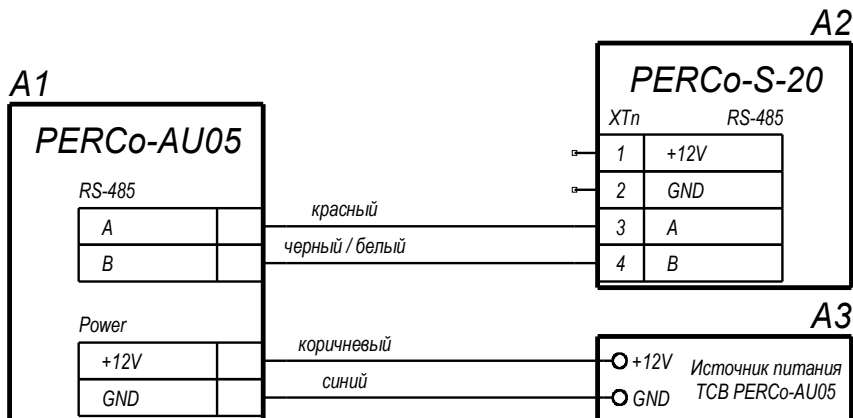 A2
PERCo-S-20
XTn RS-485
1 +12V
2 GND
3 A
4 B
A1
PERCo-AU05
RS-485
A
B
красный
черный / белый
Power
+12V
GND
коричневый
синий
A3
+12V
GND
Источник питания
ТСВ PERCo-AU05